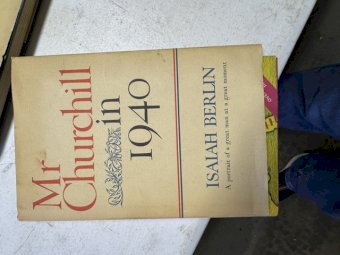 Mr
Churchill
in
1940
ISAIAH BERLIN
A portrait of a great man at a great moment